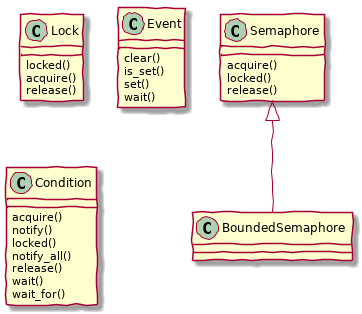 C Lock
locked()
acquire()
release()
C Event
clear()
is_set()
set()
wait()
C Semaphore
acquire()
locked()
release()
C Condition
acquire()
notify()
locked()
notify_all()
release()
wait()
wait_for()
C BoundedSemaphore